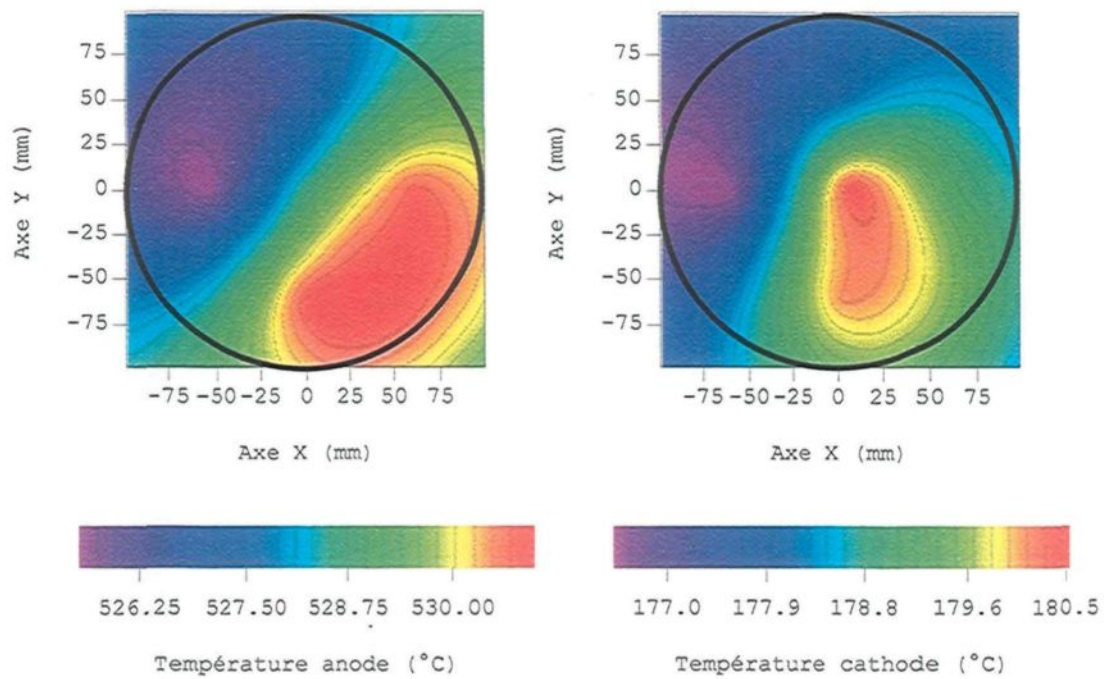 75
50
25
0
-25
-50
-75
Axe Y (mm)
-75 -50 -25 0 25 50 75
Axe X (mm)
526.25 527.50 528.75 530.00
Température anode (°C)
75
50
25
0
-25
-50
-75
Axe Y (mm)
-75 -50 -25 0 25 50 75
Axe X (mm)
177.0 177.9 178.8 179.6 180.5
Température cathode (°C)